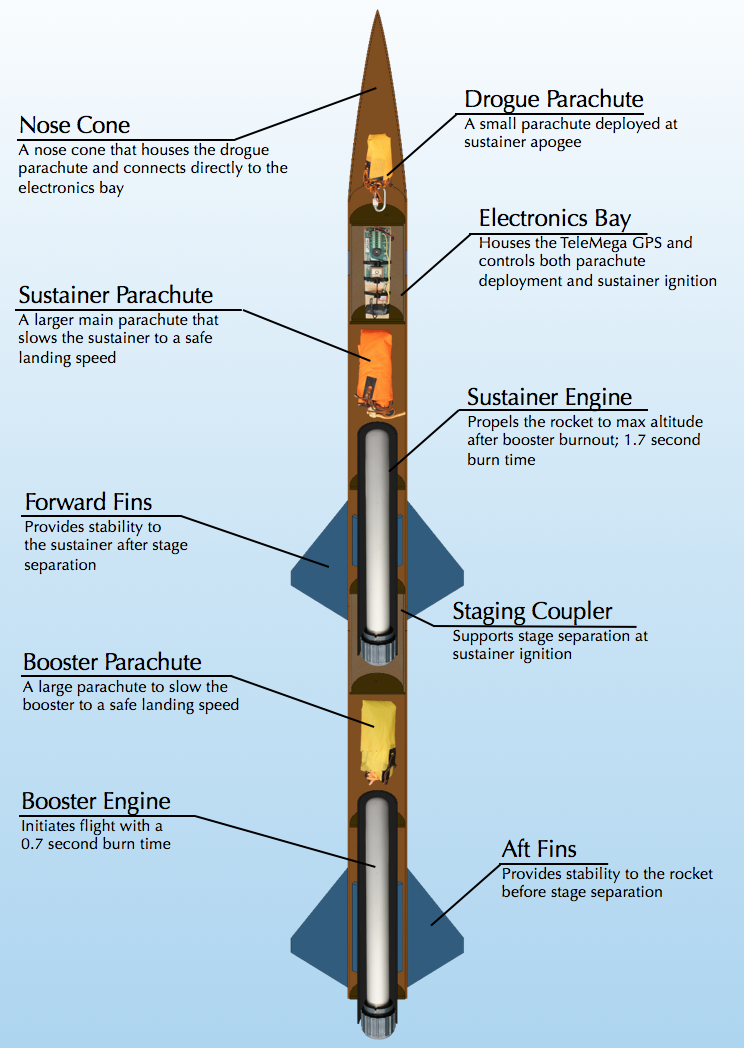 Nose Cone
A nose cone that houses the drogue
parachute and connects directly to the
electronics bay
Drogue Parachute
A small parachute deployed at
sustainer apogee
Electronics Bay
Houses the TeleMega GPS and
controls both parachute
deployment and sustainer ignition
Sustainer Parachute
A larger main parachute that
slows the sustainer to a safe
landing speed
Sustainer Engine
Propels the rocket to max altitude
after booster burnout; 1.7 second
burn time
Forward Fins
Provides stability to
the sustainer after stage
separation
Staging Coupler
Supports stage separation at
sustainer ignition
Booster Parachute
A large parachute to slow the
booster to a safe landing speed
Booster Engine
Initiates flight with a
0.7 second burn time
Aft Fins
Provides stability to the rocket
before stage separation